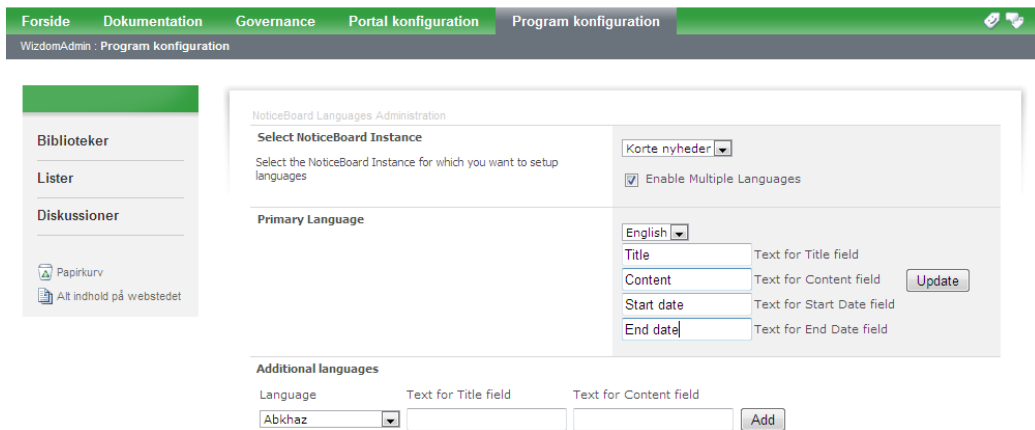 Forside Dokumentation Governance Portal konfiguration Program konfiguration
WizdomAdmin : Program konfiguration
Biblioteker
Lister
Diskussioner
Papirkurv
Alt indhold på webstedet
NoticeBoard Languages Administration
Select NoticeBoard Instance
Select the NoticeBoard Instance for which you want to setup
languages
Korte nyheder
Enable Multiple Languages
Primary Language
English
Title Text for Title field
Content Text for Content field Update
Start date Text for Start Date field
End date Text for End Date field
Additional languages
Language Text for Title field Text for Content field
Abkhaz Add